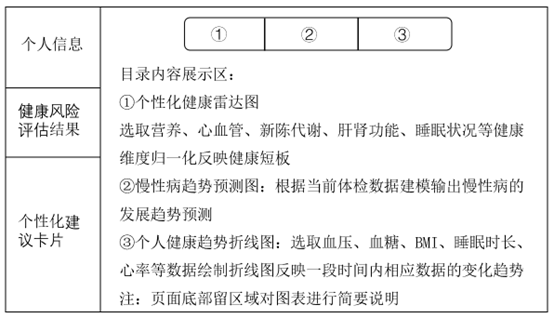 个人信息
健康风险
评估结果
个性化建
议卡片
① ② ③
目录内容展示区：
①个性化健康雷达图
选取营养、心血管、新陈代谢、肝肾功能、睡眠状况等健康
维度归一化反映健康短板
②慢性病趋势预测图：根据当前体检数据建模输出慢性病的
发展趋势预测
③个人健康趋势折线图：选取血压、血糖、BMI、睡眠时长、
心率等数据绘制折线图反映一段时间内相应数据的变化趋势
注：页面底部留区域对图表进行简要说明